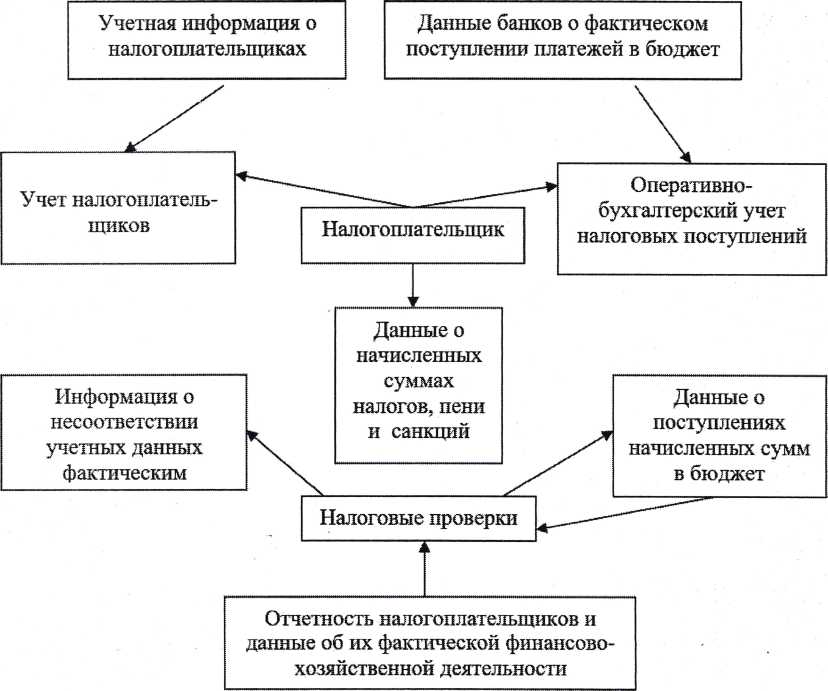 Учетная информация о
налогоплательщиках
Данные банков о фактическом
поступлении платежей в бюджет
Учет налогоплатель-
щиков
Налогоплательщик
Оперативно-
бухгалтерский учет
налоговых поступлений
Данные о
начисленных
суммах
налогов, пени
и санкций
Информация о
несоответствии
учетных данных
фактическим
Данные о
поступлениях
начисленных сумм
в бюджет
Налоговые проверки
Отчетность налогоплательщиков и
данные об их фактической финансово-
хозяйственной деятельности